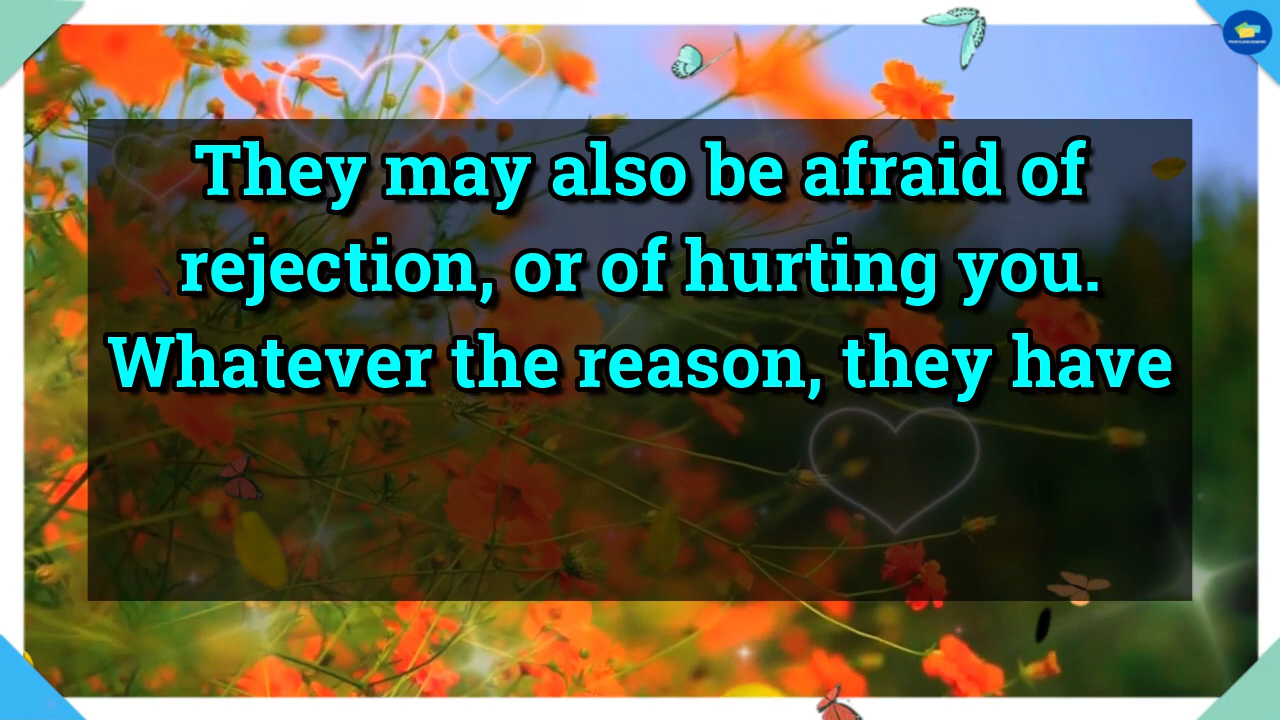 They may also be afraid of
rejection, or of hurting you.
Whatever the reason, they have